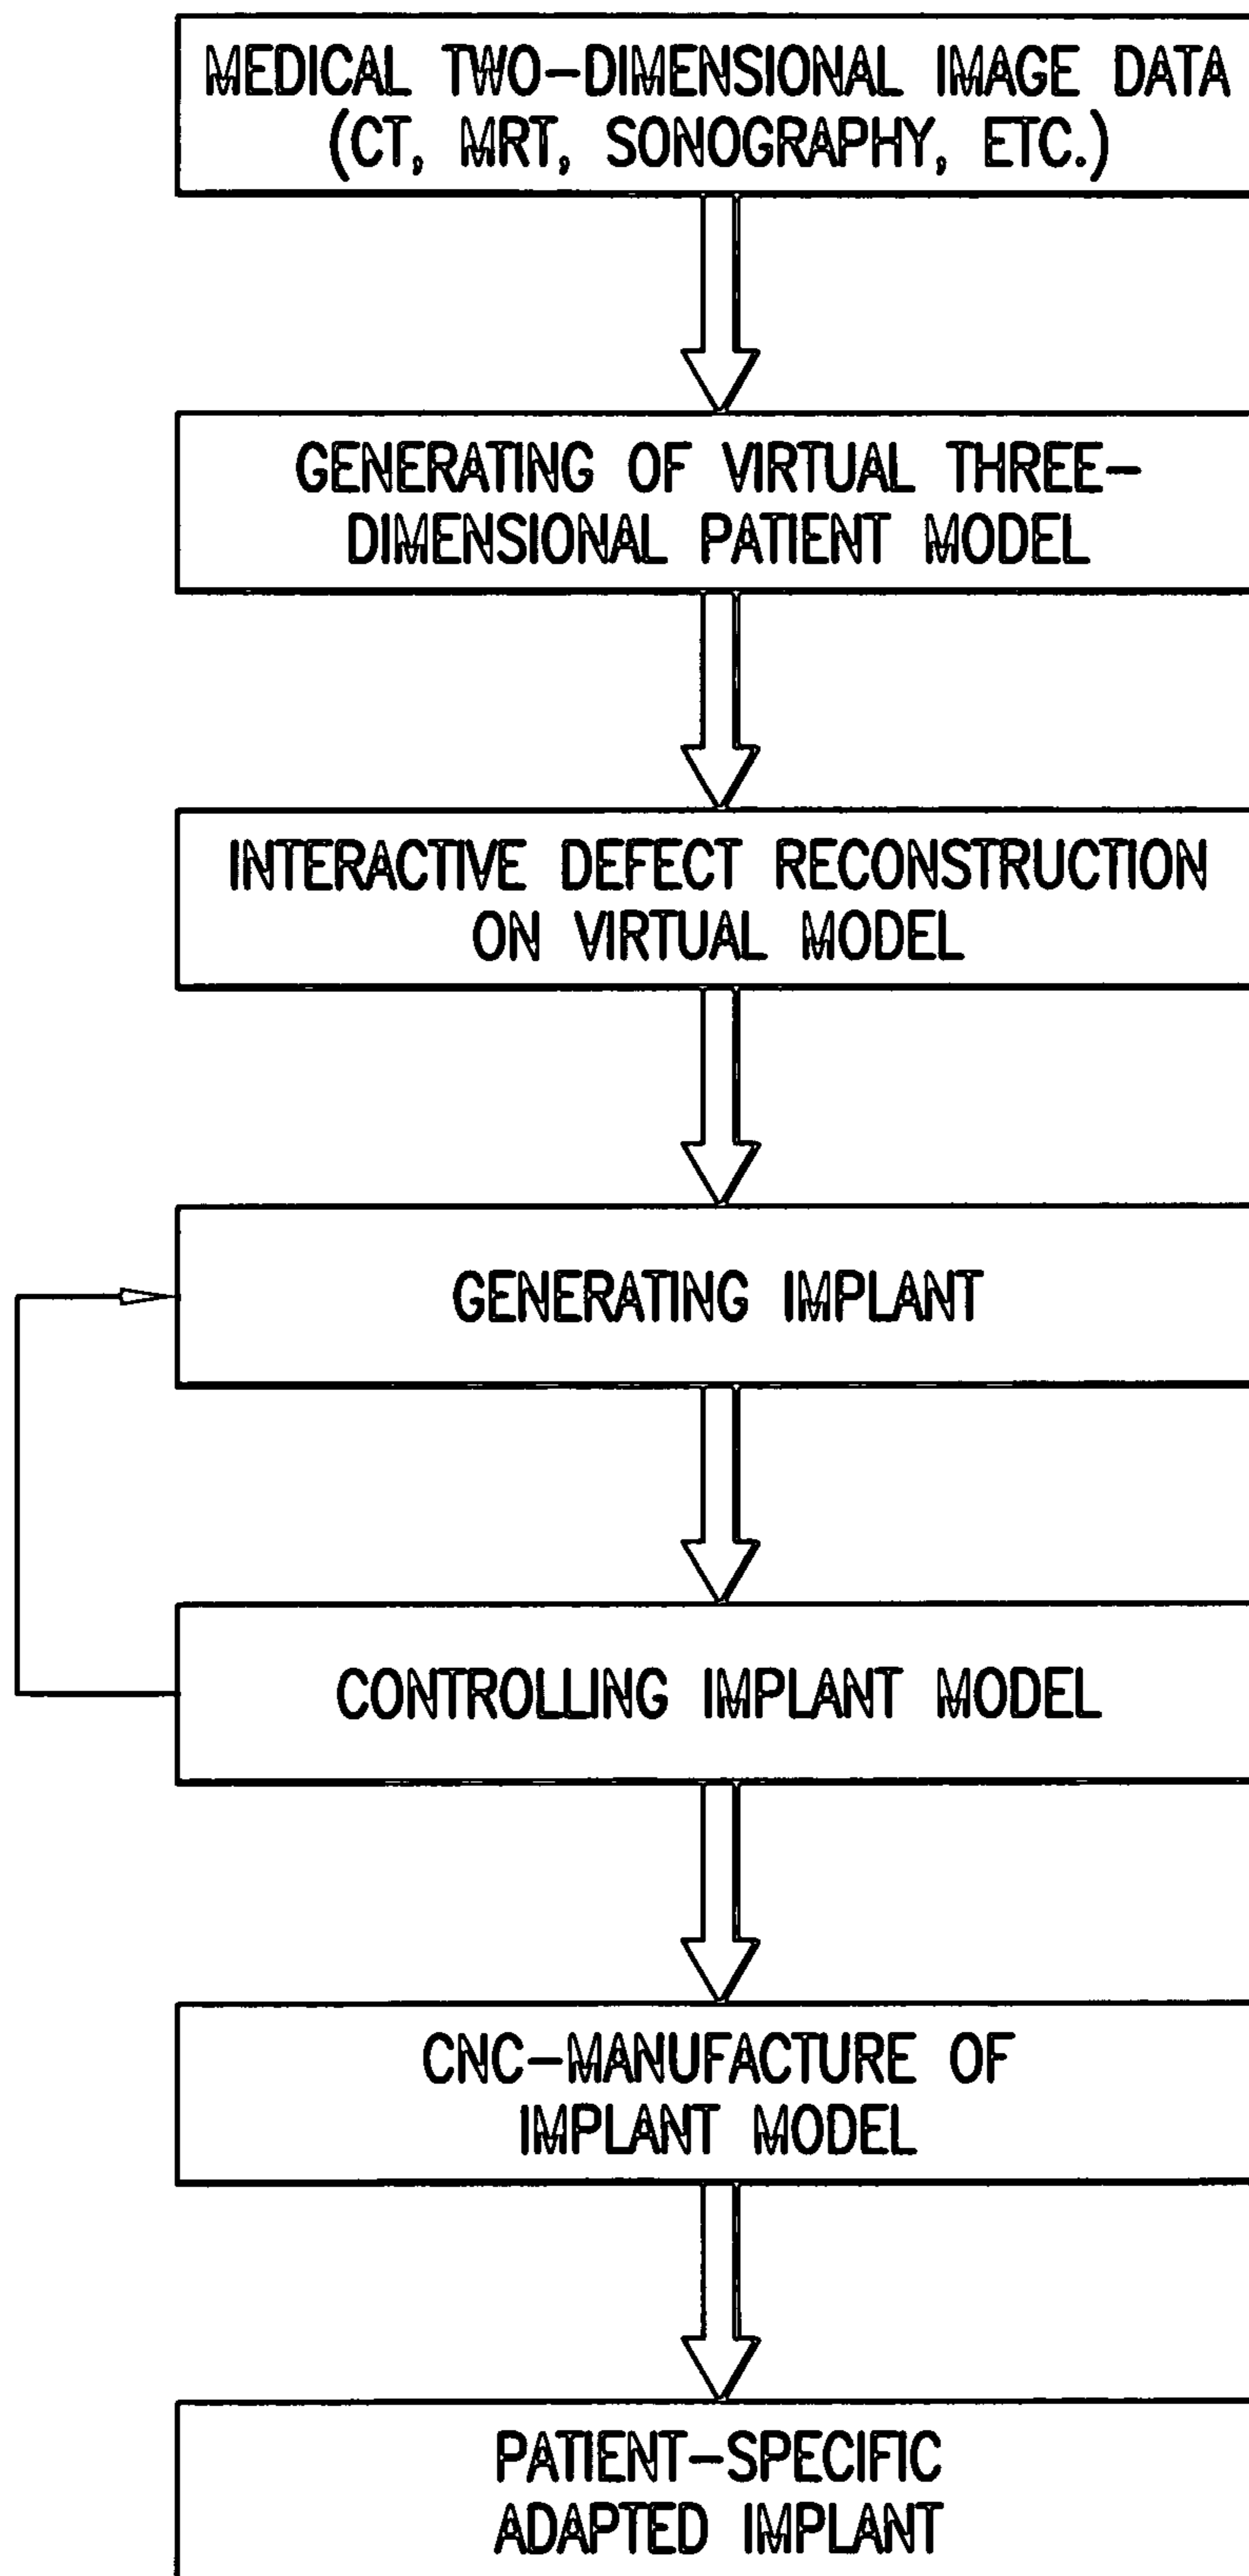 MEDICAL TWO-DIMENSIONAL IMAGE DATA
(CT, MRT, SONOGRAPHY, ETC.)
GENERATING OF VIRTUAL THREE-
DIMENSIONAL PATIENT MODEL
INTERACTIVE DEFECT RECONSTRUCTION
ON VIRTUAL MODEL
GENERATING IMPLANT
CONTROLLING IMPLANT MODEL
CNC-MANUFACTURE OF
IMPLANT MODEL
PATIENT-SPECIFIC
ADAPTED IMPLANT